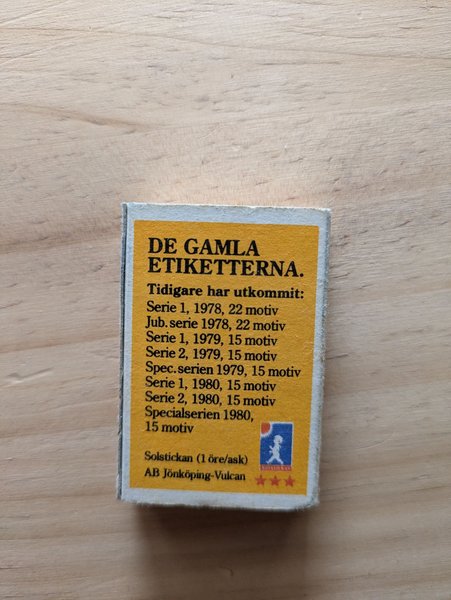 DE GAMLA
ETIKETTERNA.
Tidigare har utkommit:
Serie 1, 1978, 22 motiv
Jub. serie 1978, 22 motiv
Serie 1, 1979, 15 motiv
Serie 2, 1979, 15 motiv
Spec. serien 1979, 15 motiv
Serie 1, 1980, 15 motiv
Serie 2, 1980, 15 motiv
Specialserien 1980,
15 motiv
Solstickan (1 öre/ask)
AB Jönköping-Vulcan
SOLSTICKAN